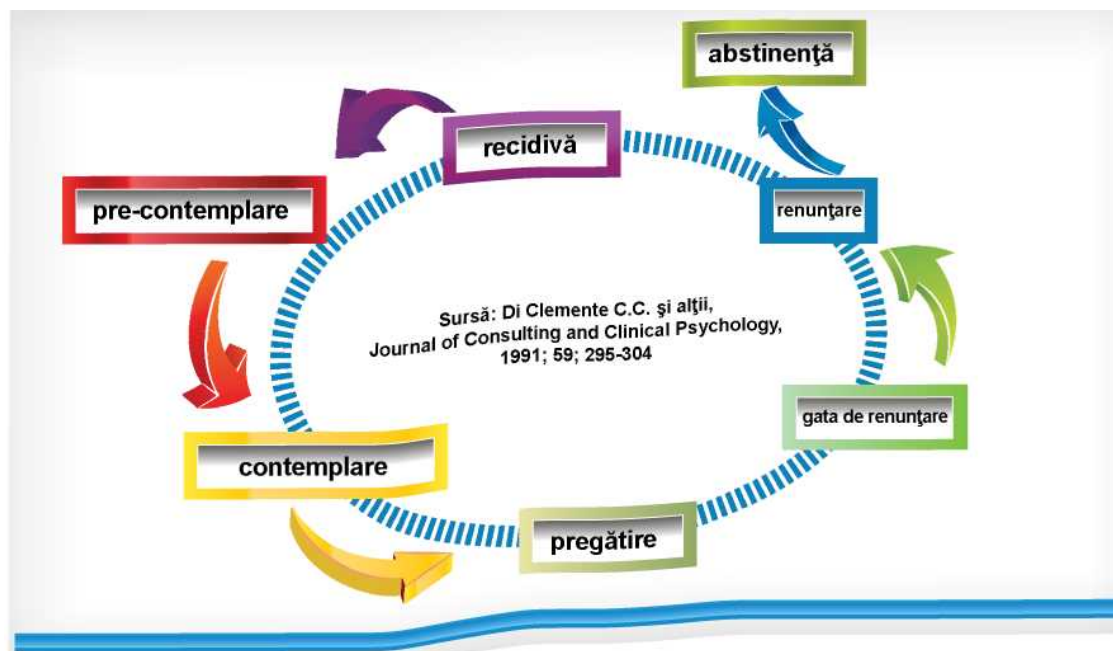 abstinenţă
recidivă
pre-contemplare
renunţare
Sursă: Di Clemente C.C. şi alţii,
Journal of Consulting and Clinical Psychology,
1991; 59; 295-304
gata de renunţare
contemplare
pregătire